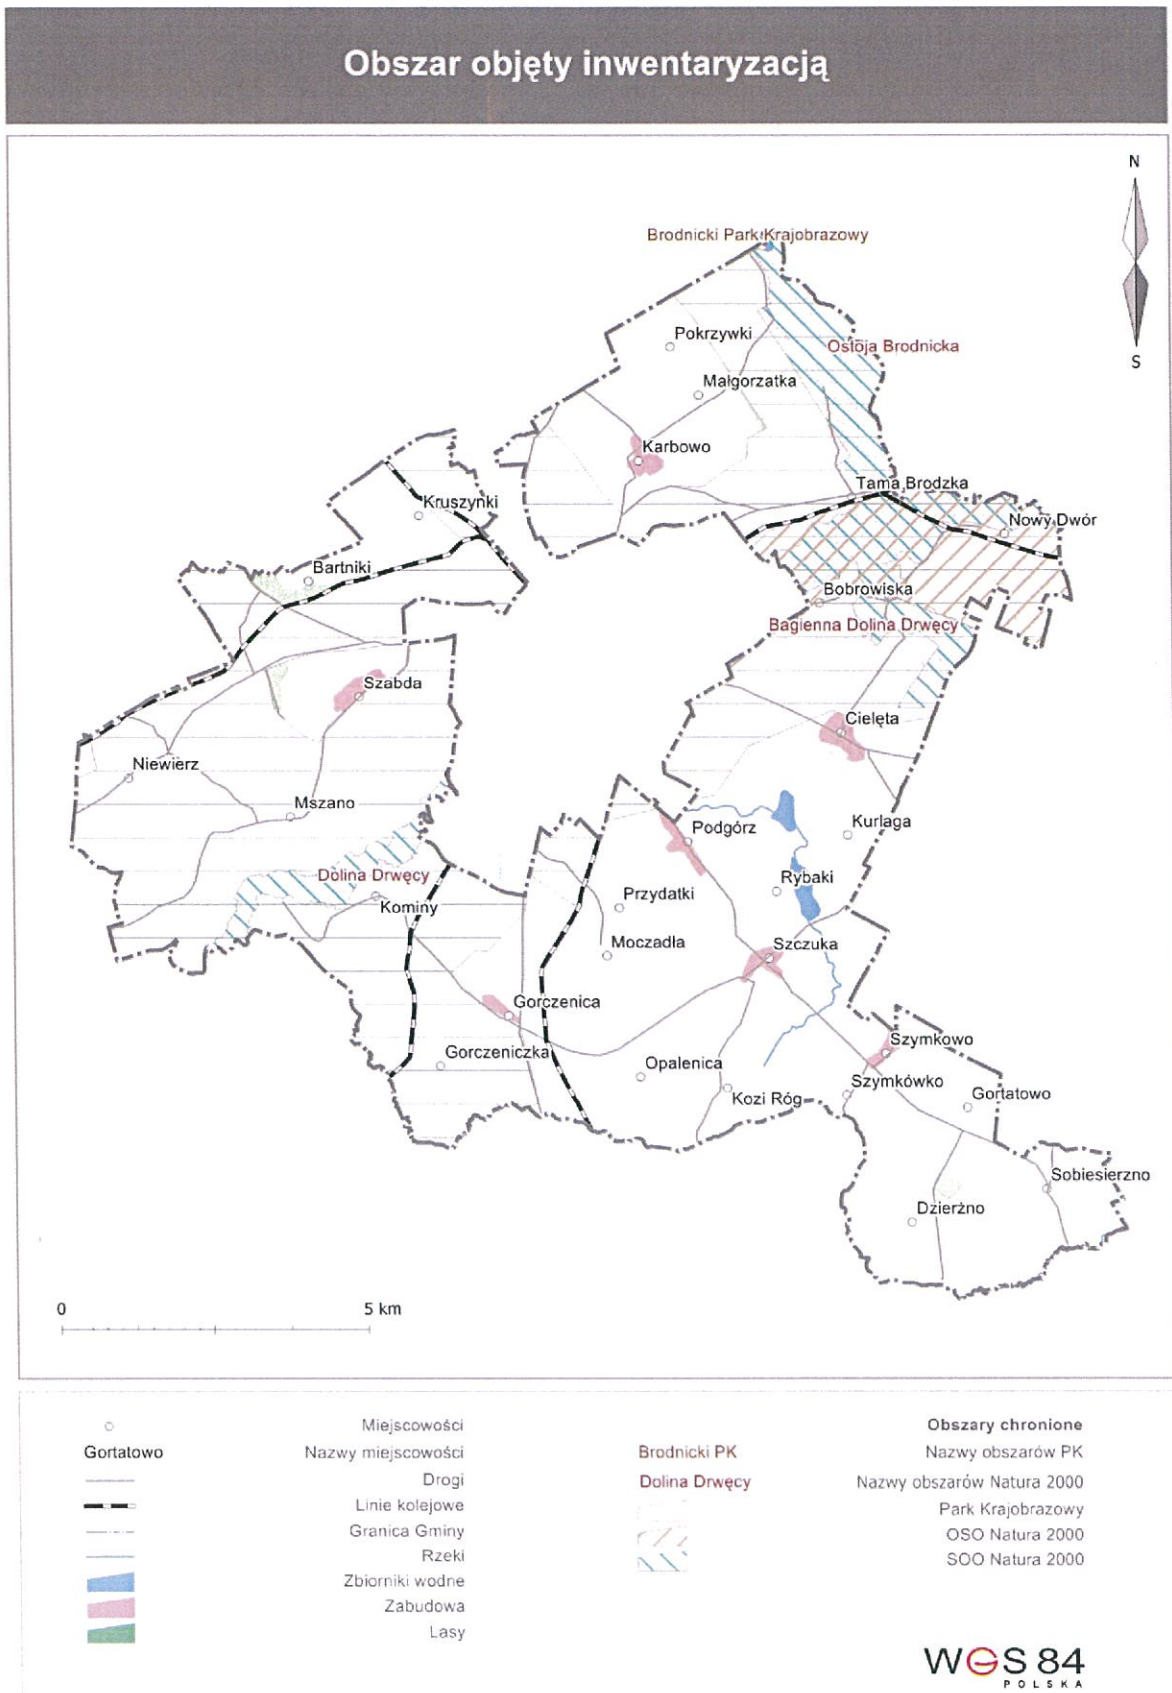 Obszar objęty inwentaryzacją
N
Brodnicki Park Krajobrazowy
Pokrzywki
Ostoja Brodnicka
S
Małgorzatka
Karbowo
Tama Brodzka
Kruszynki
Nowy Dwór
Bartniki
Bobrowiska
Bagienna Dolina Drwęcy
Szabda
Cielęta
Niewierz
Mszano
Podgórz
Kurlaga
Dolina Drwęcy
Rybaki
Przydatki
Kominy
Moczadła
Szczuka
Gorczenica
Szymkowo
Gorczeniczka
Opalenica
Szymkówko
Kozi Róg
Gortatowo
Sobiesierzno
Dzierżno
0 5 km
Miejscowości
Gortatowo Nazwy miejscowości
Drogi
Linie kolejowe
Granica Gminy
Rzeki
Zbiorniki wodne
Zabudowa
Lasy
Obszary chronione
Brodnicki PK Nazwy obszarów PK
Dolina Drwęcy Nazwy obszarów Natura 2000
Park Krajobrazowy
OSO Natura 2000
SOO Natura 2000
WGS 84
POLSKA